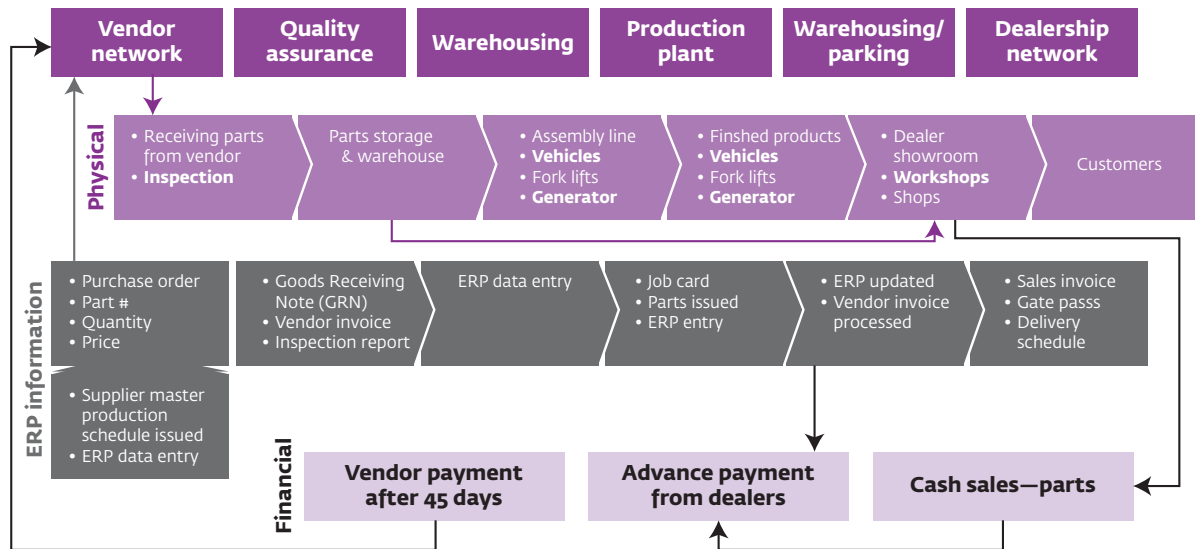 Vendor
network
Quality
assurance
Warehousing
Production
plant
Warehousing/
parking
Dealership
network
Physical
• Receiving parts
from vendor
• Inspection
Parts storage
& warehouse
• Assembly line
• Vehicles
• Fork lifts
• Generator
• Finshed products
• Vehicles
• Fork lifts
• Generator
• Dealer
showroom
• Workshops
• Shops
Customers
ERP information
• Purchase order
• Part #
• Quantity
• Price
• Goods Receiving
Note (GRN)
• Vendor invoice
• Inspection report
ERP data entry
• Job card
• Parts issued
• ERP entry
• ERP updated
• Vendor invoice
processed
• Sales invoice
• Gate passs
• Delivery
schedule
• Supplier master
production
schedule issued
• ERP data entry
Financial
Vendor payment
after 45 days
Advance payment
from dealers
Cash sales—parts